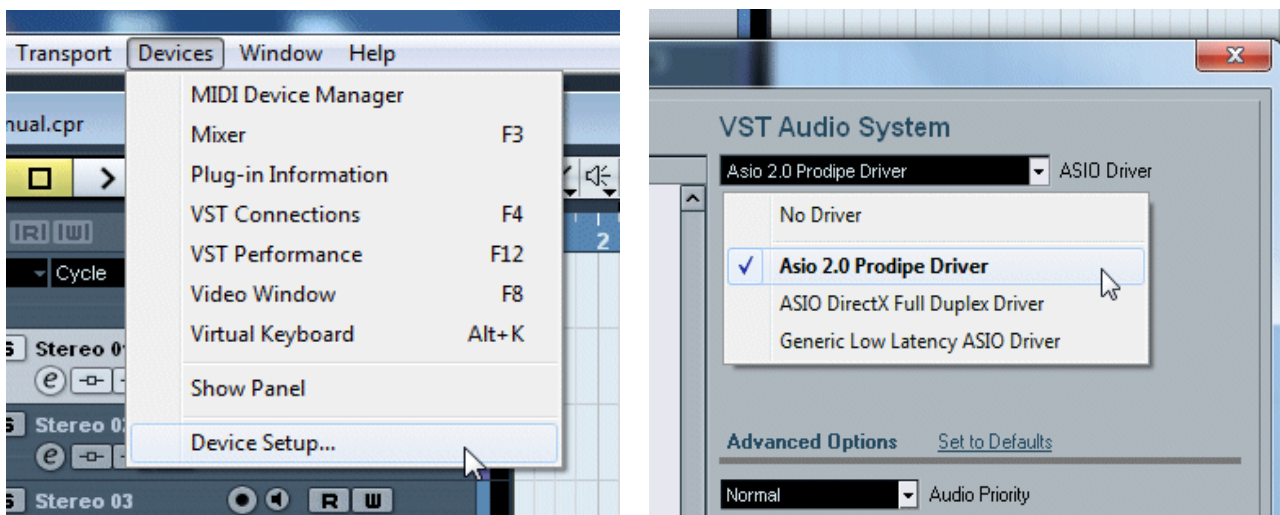 Transport Devices Window Help
MIDI Device Manager
nual.cpr
Mixer F3
Plug-in Information
VST Connections F4
2
VST Performance F12
Cycle
Video Window F8
Virtual Keyboard Alt+K
S Stereo 0
e
Show Panel
S Stereo 0
Device Setup...
e
S Stereo 03 R W
X
VST Audio System
Asio 2.0 Prodipe Driver ASIO Driver
No Driver
✓ Asio 2.0 Prodipe Driver
ASIO DirectX Full Duplex Driver
Generic Low Latency ASIO Driver
Advanced Options Set to Defaults
Normal Audio Priority